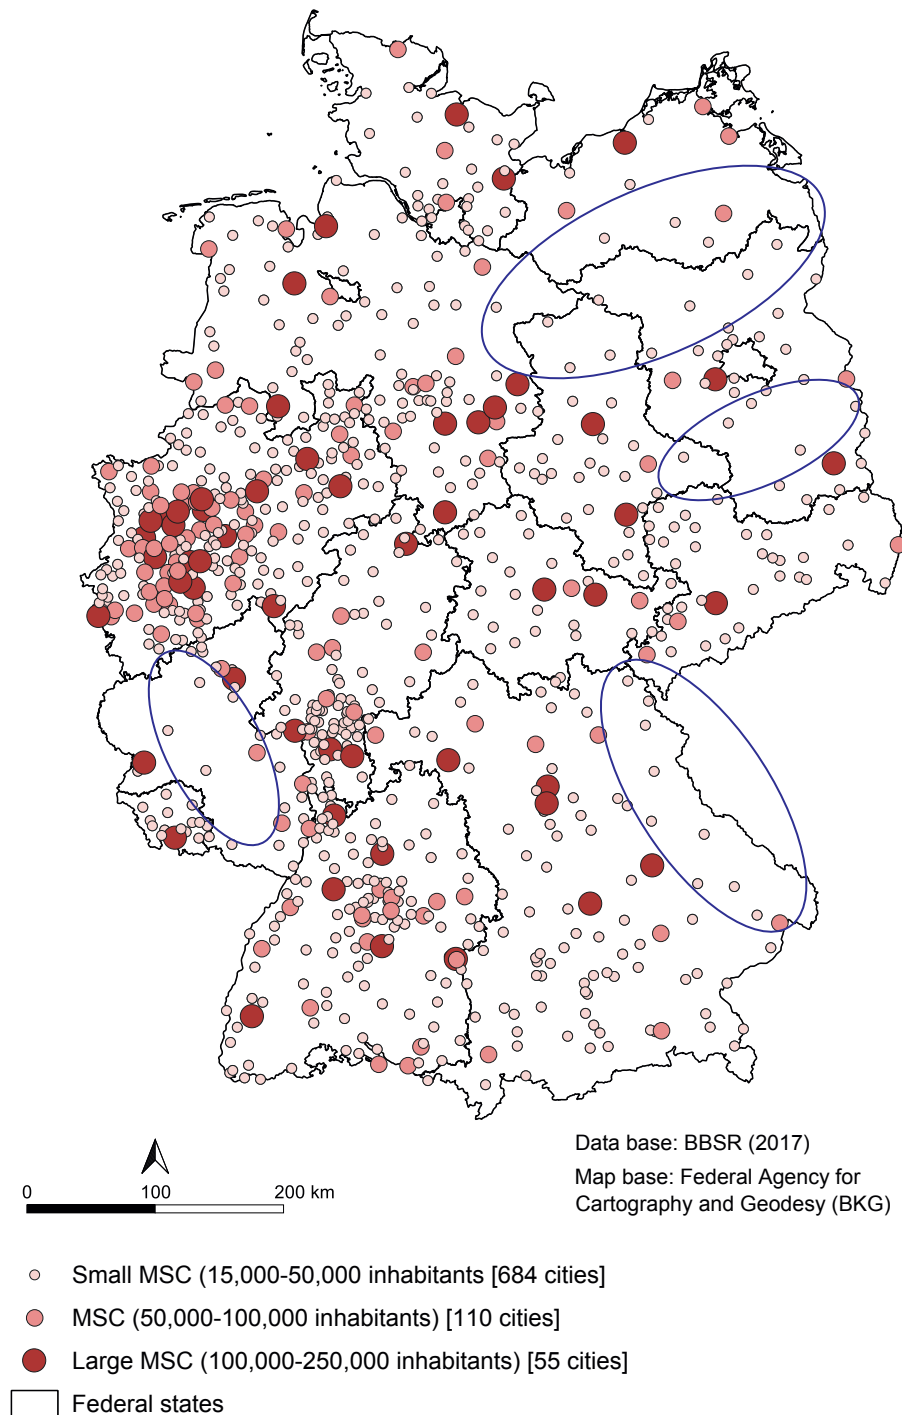 Data base: BBSR (2017)
Map base: Federal Agency for
Cartography and Geodesy (BKG)
0 100 200 km
Small MSC (15,000-50,000 inhabitants [684 cities]
MSC (50,000-100,000 inhabitants) [110 cities]
Large MSC (100,000-250,000 inhabitants) [55 cities]
Federal states